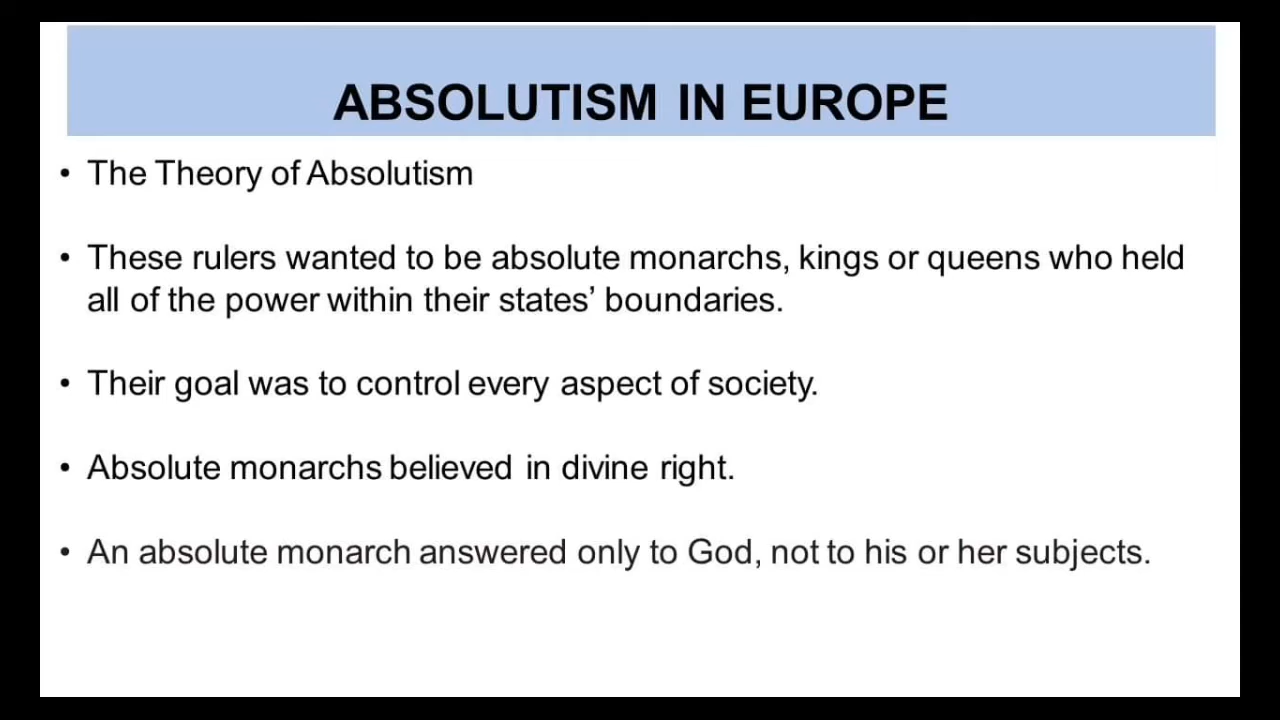 ABSOLUTISM IN EUROPE
• The Theory of Absolutism
• These rulers wanted to be absolute monarchs, kings or queens who held
all of the power within their states’ boundaries.
• Their goal was to control every aspect of society.
• Absolute monarchs believed in divine right.
• An absolute monarch answered only to God, not to his or her subjects.